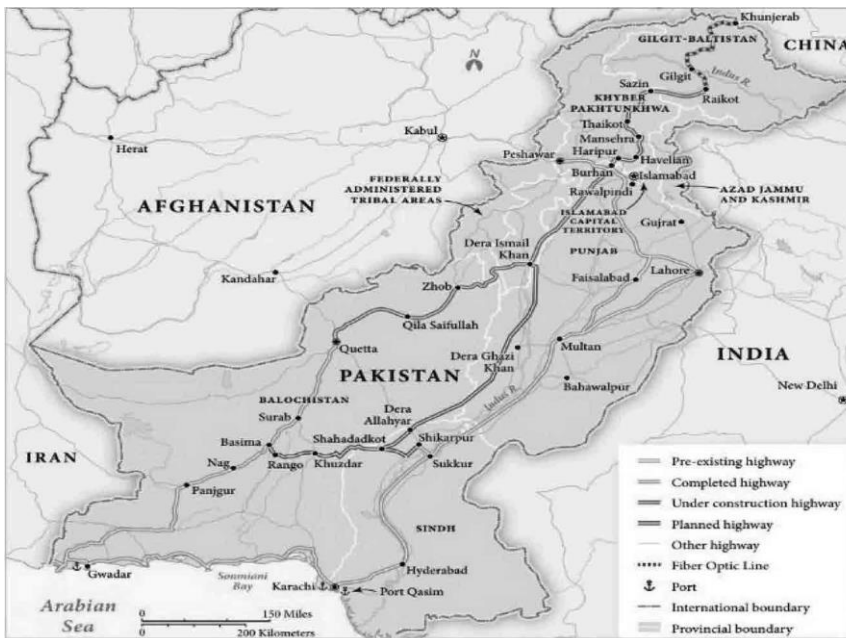 Khunjerab
GILGIT-BALTISTAN
CHINA
Gilgit
Indus R.
Sazin
Raikot
KHYBER
PAKHTUNKHWA
Thaikot
Mansehra
Kabul
Herat
Haripur
Peshawar
Havelian
Burhan
Islamabad
Rawalpindi
FEDERALLY
ADMINISTERED
TRIBAL AREAS
AZAD JAMMU
AND KASHMIR
AFGHANISTAN
ISLAMABAD
CAPITAL
TERRITORY
Gujrat
Dera Ismail
Khan
PUNJAB
Kandahar
Zhob
Faisalabad
Lahore
Qila Saifullah
Quetta
Dera Ghazi
Khan
Multan
INDIA
PAKISTAN
Indus R.
Bahawalpur
New Delhi
BALOCHISTAN
Surab
Dera
Allahyar
Basima
Shahadadkot
Shikarpur
IRAN
Nag
Rango
Khuzdar
Sukkur
Panjgur
SINDH
Gwadar
Sonmiani
Bay
Hyderabad
Karachi
Port Qasim
Arabian
Sea
0
150 Miles
0
200 Kilometers
N
Pre-existing highway
Completed highway
Under construction highway
Planned highway
Other highway
Fiber Optic Line
Port
International boundary
Provincial boundary